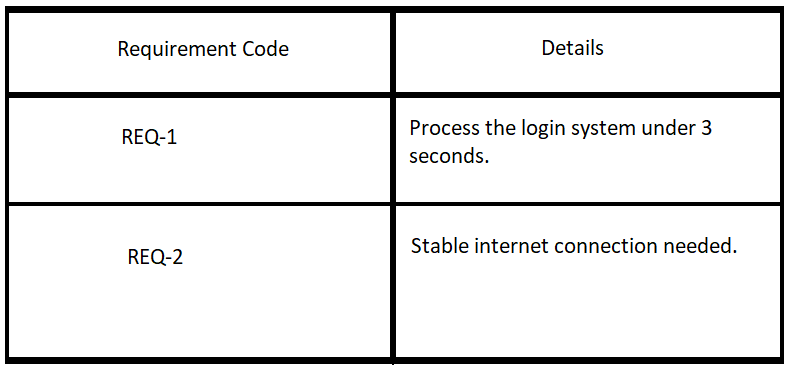 Requirement Code
Details
REQ-1
Process the login system under 3
seconds.
REQ-2
Stable internet connection needed.